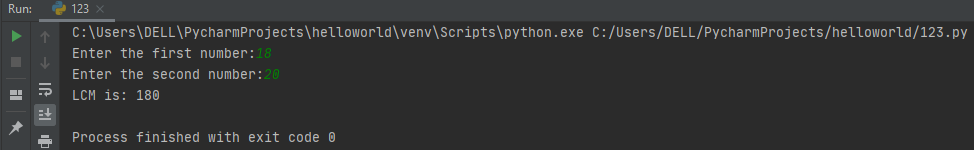 Run: 123
C:\Users\DELL\PycharmProjects\helloworld\venv\Scripts\python.exe C:/Users/DELL/PycharmProjects/helloworld/123.py
Enter the first number:18
Enter the second number:20
LCM is: 180
Process finished with exit code 0